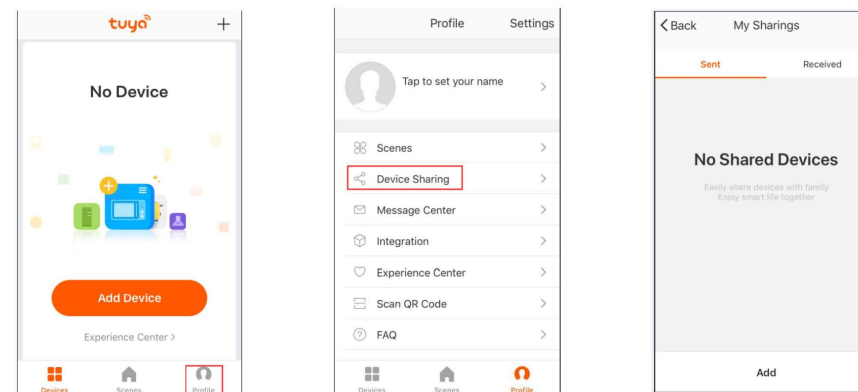 tuya
+
No Device
Add Device
Experience Center >
Devices
Scenes
Profile
Profile
Settings
Tap to set your name
Scenes
Device Sharing
Message Center
Integration
Experience Center
Scan QR Code
FAQ
Devices
Scenes
Profile
Back
My Sharings
Sent
Received
No Shared Devices
Easily share devices with family
Enjoy smart life together
Add